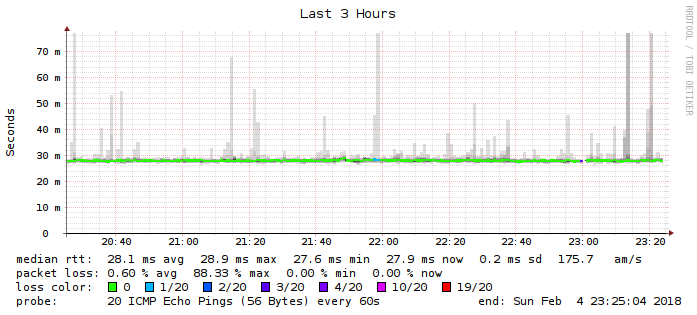 Last 3 Hours
RRDTOOL / TOBI OETIKER
Seconds
70 m
60 m
50 m
40 m
30 m
20 m
10 m
0
20:40 21:00 21:20 21:40 22:00 22:20 22:40 23:00 23:20
median rtt: 28.1 ms avg 28.9 ms max 27.6 ms min 27.9 ms now 0.2 ms sd 175.7 am/s
packet loss: 0.60 % avg 88.33 % max 0.00 % min 0.00 % now
loss color: 0 1/20 2/20 3/20 4/20 10/20 19/20
probe: 20 ICMP Echo Pings (56 Bytes) every 60s end: Sun Feb 4 23:25:04 2018